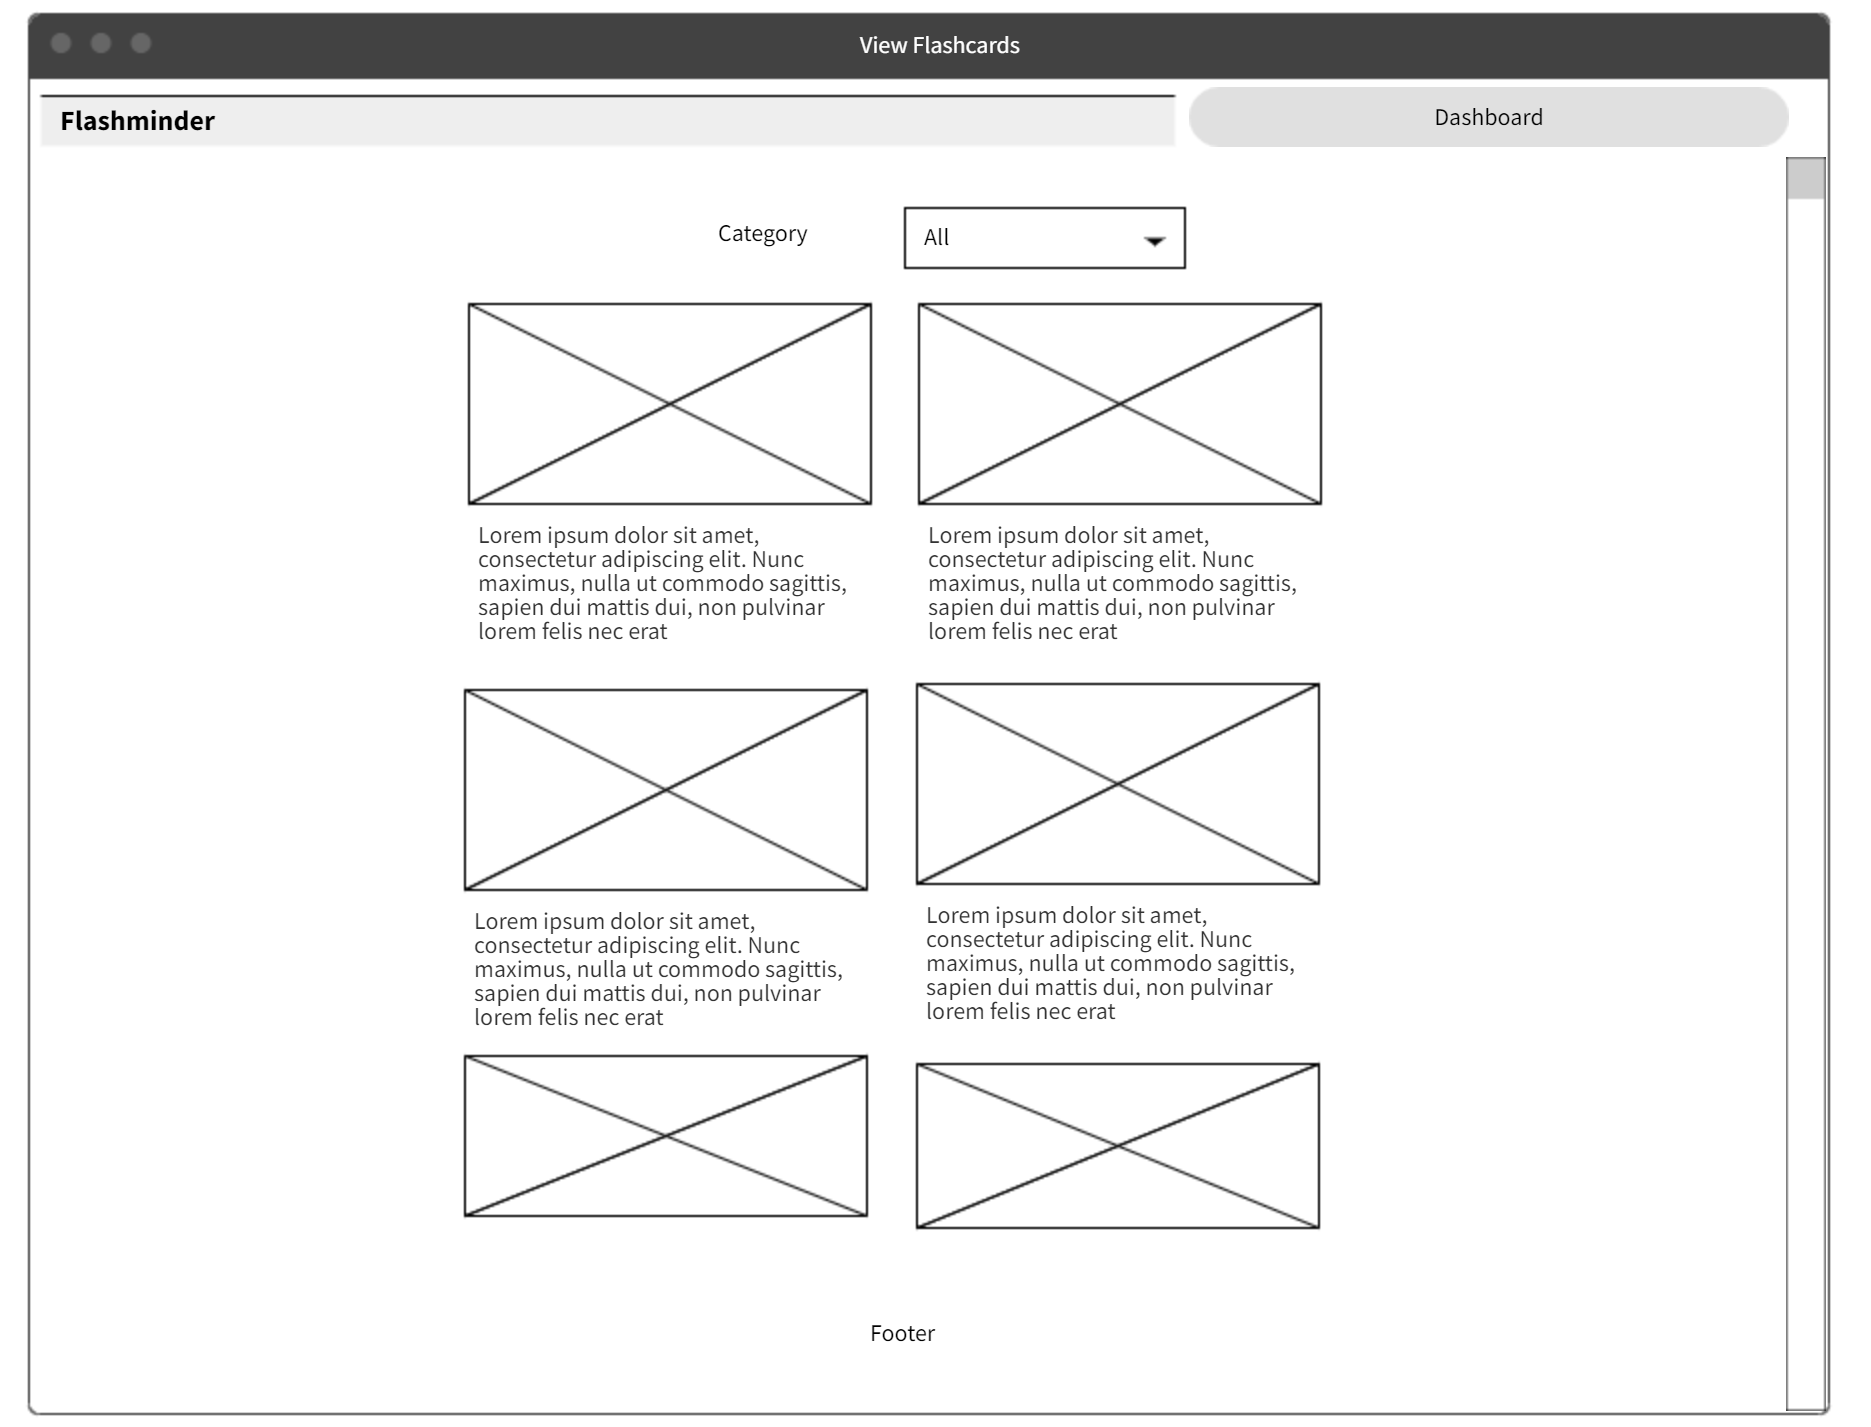 View Flashcards
Flashminder
Dashboard
Category
All
Lorem ipsum dolor sit amet,
consectetur adipiscing elit. Nunc
maximus, nulla ut commodo sagittis,
sapien dui mattis dui, non pulvinar
lorem felis nec erat
Lorem ipsum dolor sit amet,
consectetur adipiscing elit. Nunc
maximus, nulla ut commodo sagittis,
sapien dui mattis dui, non pulvinar
lorem felis nec erat
Lorem ipsum dolor sit amet,
consectetur adipiscing elit. Nunc
maximus, nulla ut commodo sagittis,
sapien dui mattis dui, non pulvinar
lorem felis nec erat
Lorem ipsum dolor sit amet,
consectetur adipiscing elit. Nunc
maximus, nulla ut commodo sagittis,
sapien dui mattis dui, non pulvinar
lorem felis nec erat
Footer